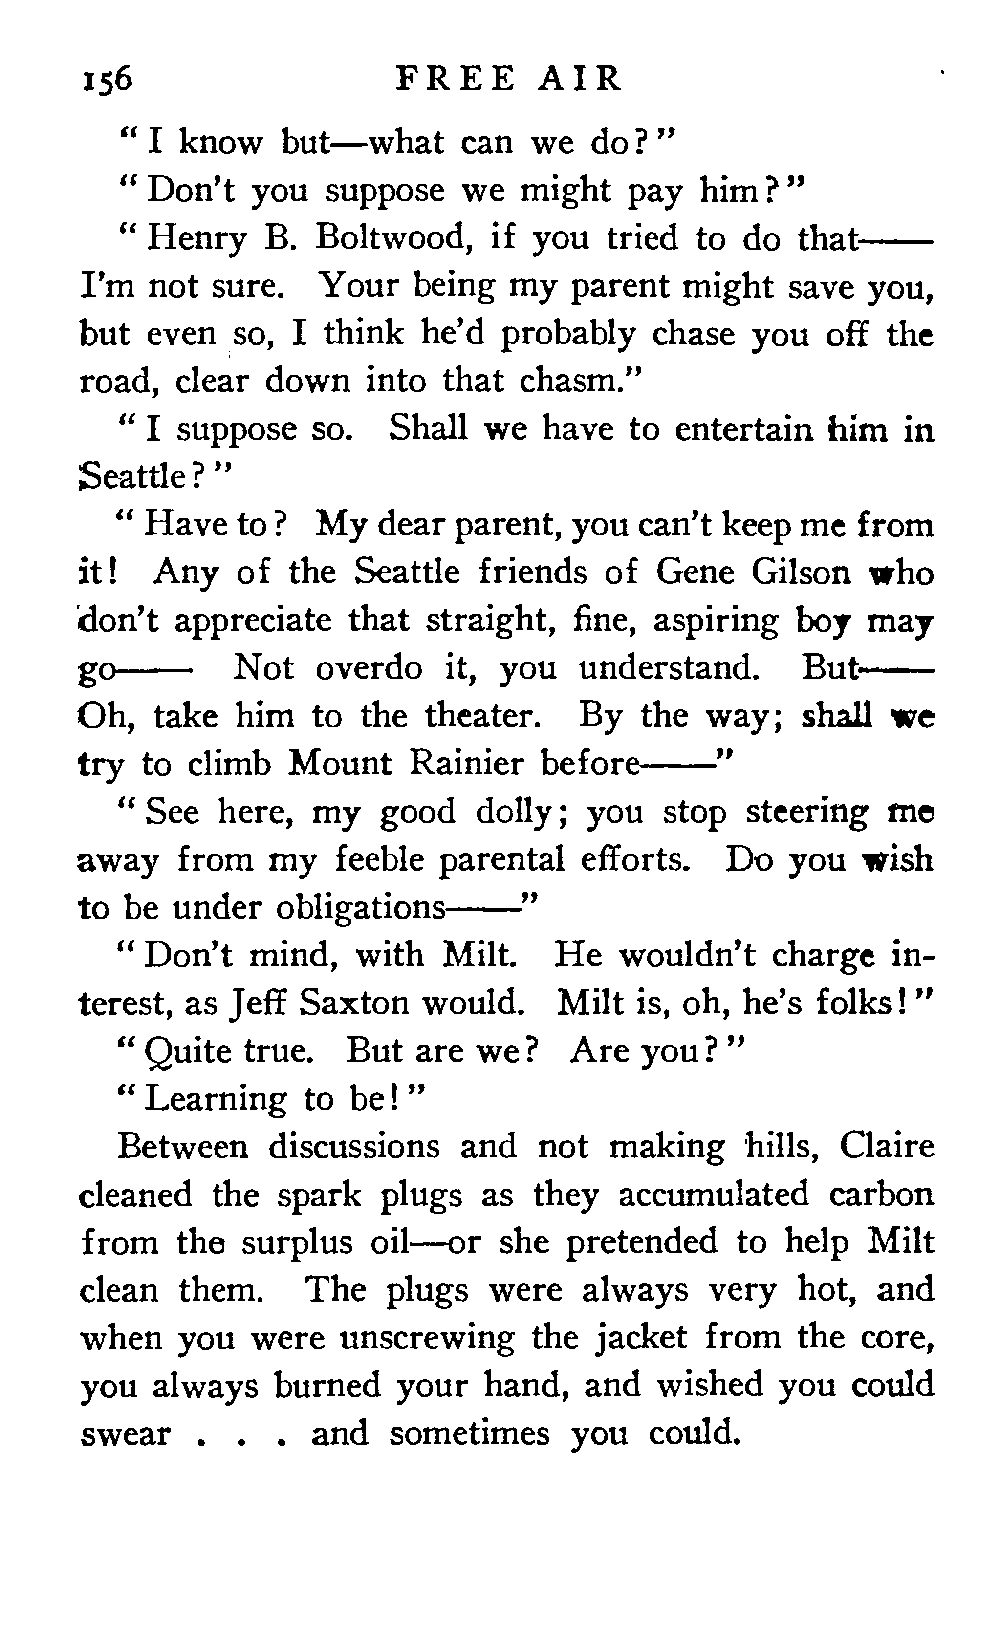 156 FREE AIR
" I know but—what can we do? "
" Don't you suppose we might pay him? "
" Henry B. Boltwood, if you tried to do that——
I'm not sure. Your being my parent might save you,
but even so, I think he'd probably chase you off the
road, clear down into that chasm."
" I suppose so. Shall we have to entertain him in
Seattle? "
" Have to? My dear parent, you can't keep me from
it! Any of the Seattle friends of Gene Gilson who
don't appreciate that straight, fine, aspiring boy may
go—— Not overdo it, you understand. But——
Oh, take him to the theater. By the way; shall we
try to climb Mount Rainier before——"
" See here, my good dolly; you stop steering me
away from my feeble parental efforts. Do you wish
to be under obligations——"
" Don't mind, with Milt. He wouldn't charge in-
terest, as Jeff Saxton would. Milt is, oh, he's folks! "
" Quite true. But are we? Are you? "
" Learning to be! "
Between discussions and not making hills, Claire
cleaned the spark plugs as they accumulated carbon
from the surplus oil—or she pretended to help Milt
clean them. The plugs were always very hot, and
when you were unscrewing the jacket from the core,
you always burned your hand, and wished you could
swear . . . and sometimes you could.